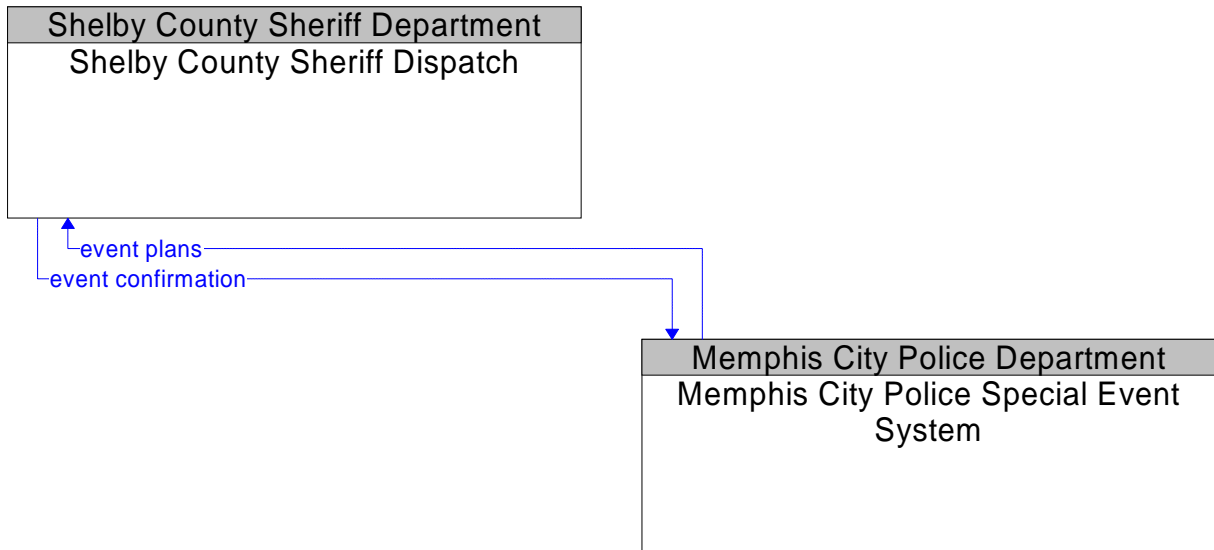 Shelby County Sheriff Department
Shelby County Sheriff Dispatch
event plans
event confirmation
Memphis City Police Department
Memphis City Police Special Event
System